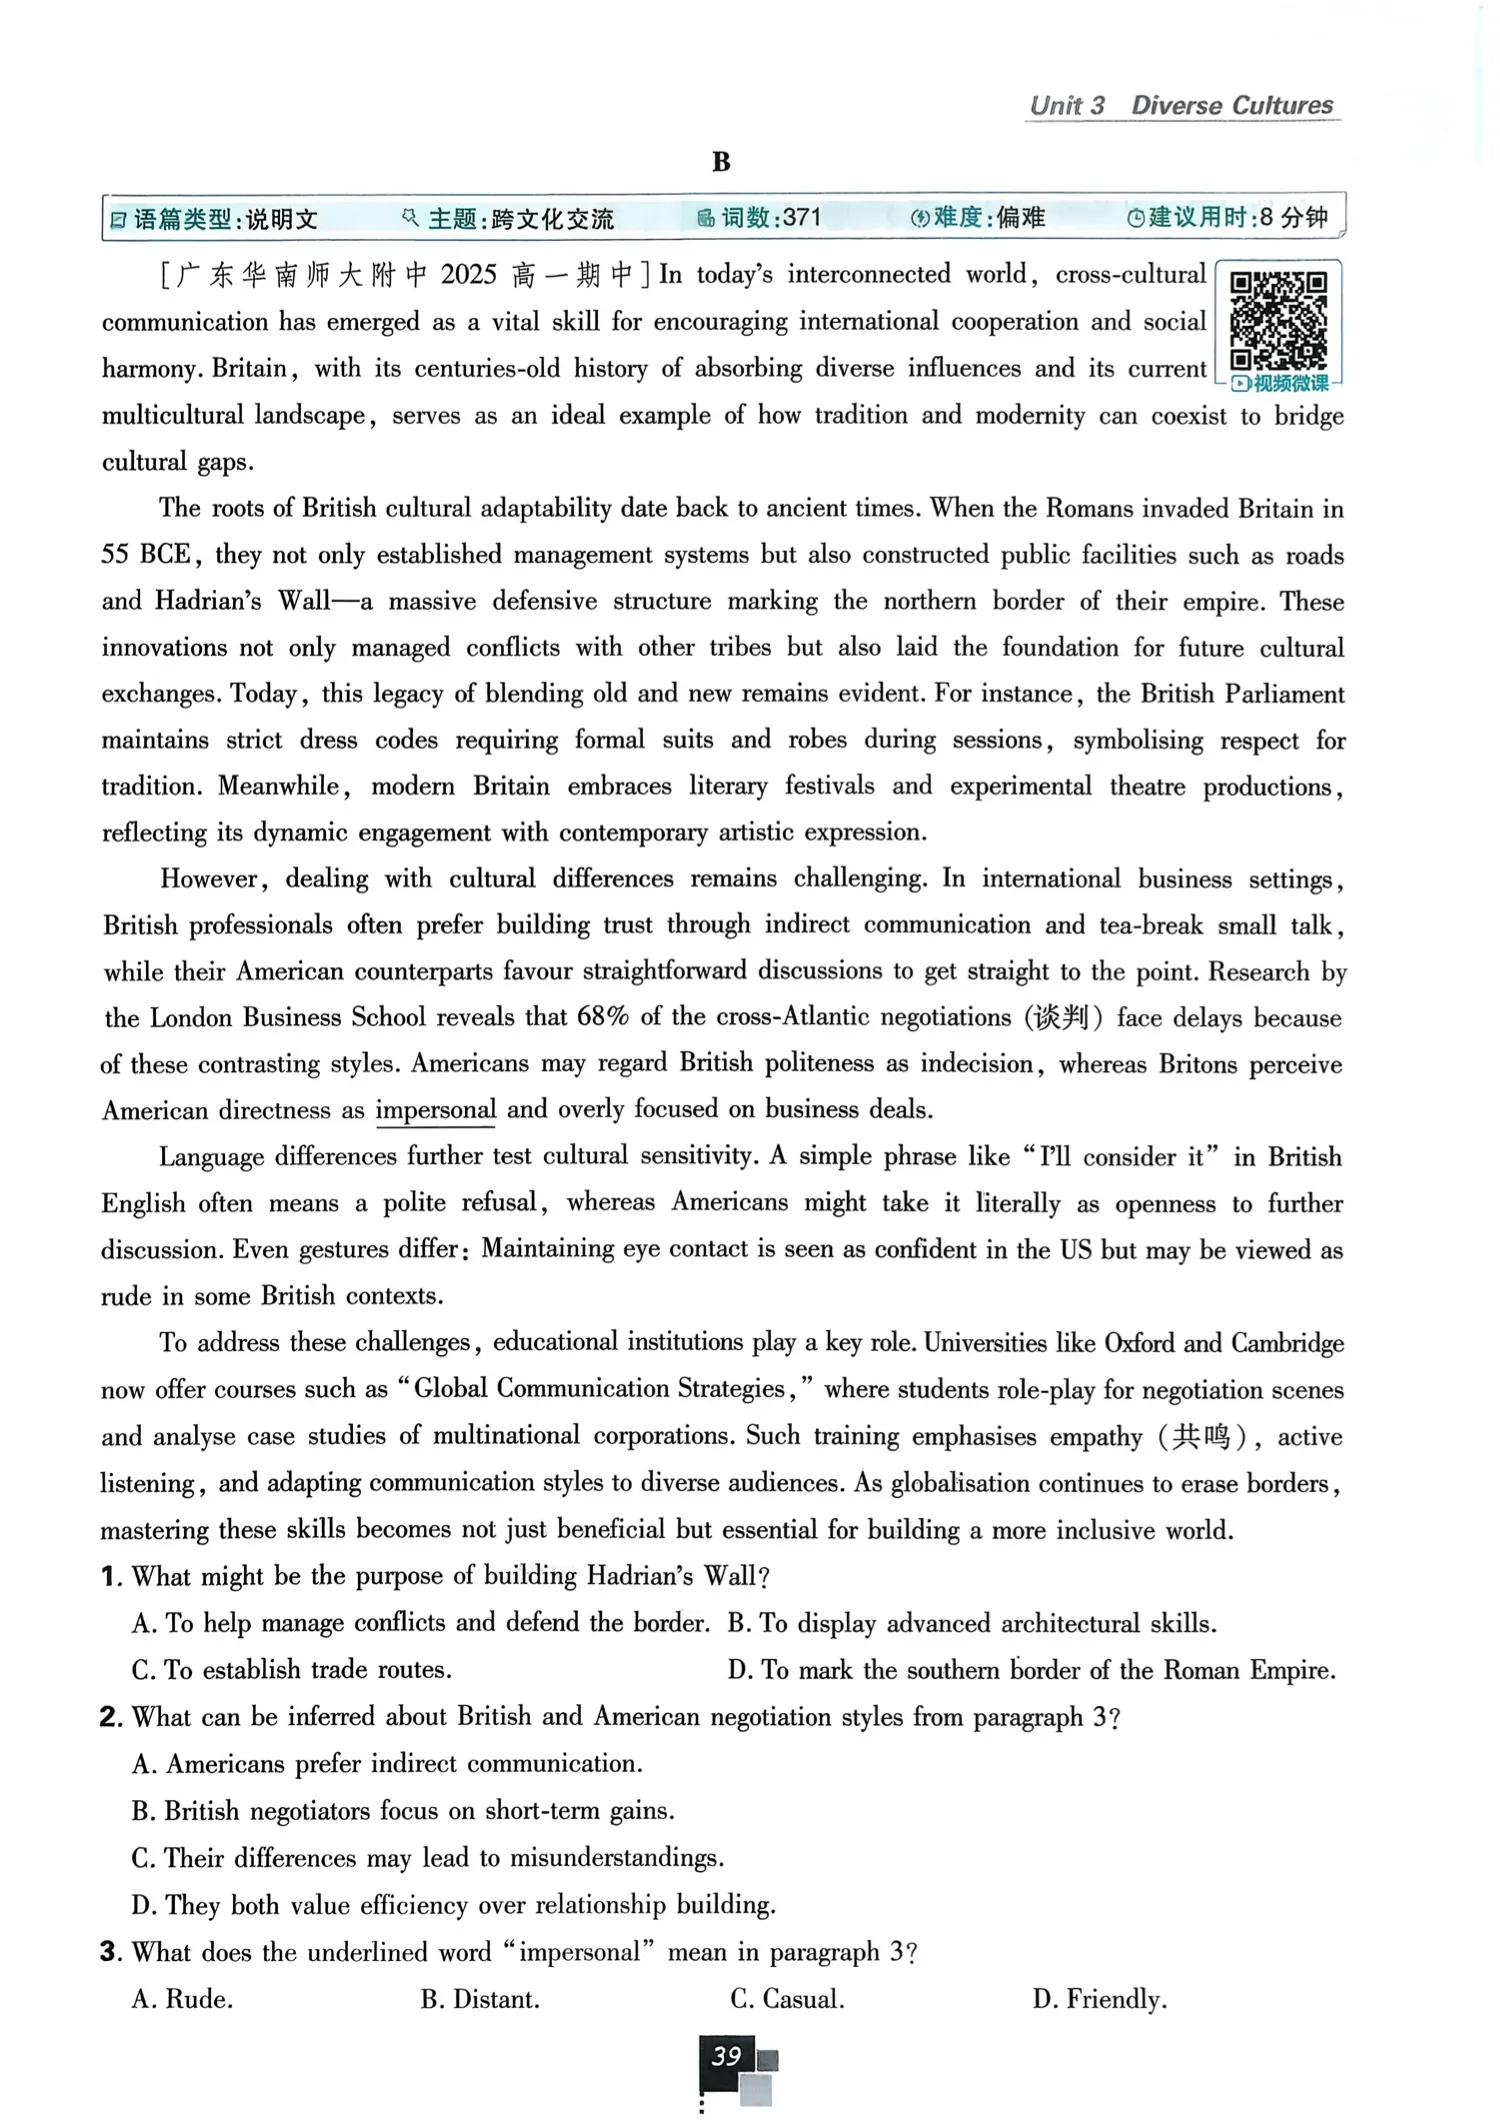 Unit 3 Diverse Cultures
B
语篇类型:说明文 主题:跨文化交流 词数:371 难度:偏难 建议用时:8 分钟
[广东华南师大附中 2025 高一期中]In today's interconnected world, cross-cultural
communication has emerged as a vital skill for encouraging international cooperation and social
harmony. Britain, with its centuries-old history of absorbing diverse influences and its current
视频微课
multicultural landscape, serves as an ideal example of how tradition and modernity can coexist to bridge
cultural gaps.
The roots of British cultural adaptability date back to ancient times. When the Romans invaded Britain in
55 BCE, they not only established management systems but also constructed public facilities such as roads
and Hadrian's Wall—a massive defensive structure marking the northern border of their empire. These
innovations not only managed conflicts with other tribes but also laid the foundation for future cultural
exchanges. Today, this legacy of blending old and new remains evident. For instance, the British Parliament
maintains strict dress codes requiring formal suits and robes during sessions, symbolising respect for
tradition. Meanwhile, modern Britain embraces literary festivals and experimental theatre productions,
reflecting its dynamic engagement with contemporary artistic expression.
However, dealing with cultural differences remains challenging. In international business settings,
British professionals often prefer building trust through indirect communication and tea-break small talk,
while their American counterparts favour straightforward discussions to get straight to the point. Research by
the London Business School reveals that 68% of the cross-Atlantic negotiations (谈判) face delays because
of these contrasting styles. Americans may regard British politeness as indecision, whereas Britons perceive
American directness as impersonal and overly focused on business deals.
Language differences further test cultural sensitivity. A simple phrase like "I'll consider it" in British
English often means a polite refusal, whereas Americans might take it literally as openness to further
discussion. Even gestures differ: Maintaining eye contact is seen as confident in the US but may be viewed as
rude in some British contexts.
To address these challenges, educational institutions play a key role. Universities like Oxford and Cambridge
now offer courses such as "Global Communication Strategies," where students role-play for negotiation scenes
and analyse case studies of multinational corporations. Such training emphasises empathy (共鸣), active
listening, and adapting communication styles to diverse audiences. As globalisation continues to erase borders,
mastering these skills becomes not just beneficial but essential for building a more inclusive world.
1. What might be the purpose of building Hadrian's Wall?
A. To help manage conflicts and defend the border. B. To display advanced architectural skills.
C. To establish trade routes. D. To mark the southern border of the Roman Empire.
2. What can be inferred about British and American negotiation styles from paragraph 3?
A. Americans prefer indirect communication.
B. British negotiators focus on short-term gains.
C. Their differences may lead to misunderstandings.
D. They both value efficiency over relationship building.
3. What does the underlined word "impersonal" mean in paragraph 3?
A. Rude. B. Distant. C. Casual. D. Friendly.
39